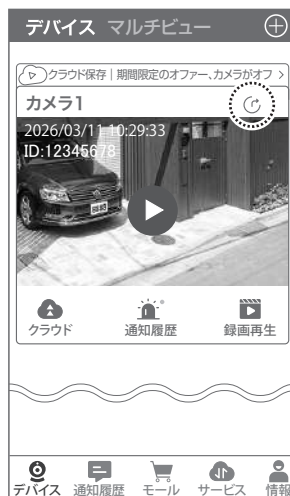 デバイス マルチビュー
クラウド保存｜期間限定のオファー、カメラがオフ
カメラ1
2026/03/11 10:29:33
ID:12345678
クラウド 通知履歴 録画再生
デバイス 通知履歴 モール サービス 情報